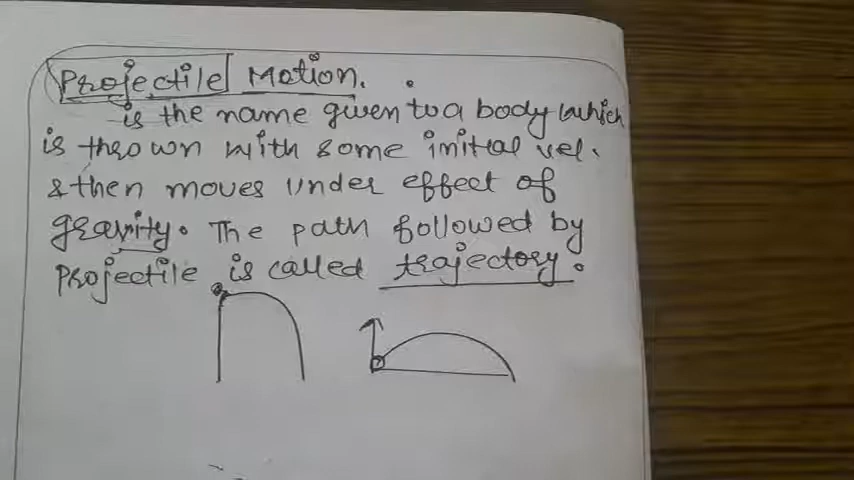 Projectile Motion.
is the name given to a body which
is thrown with some initial vel.
& then moves under effect of
gravity. The path followed by
projectile is called trajectory.